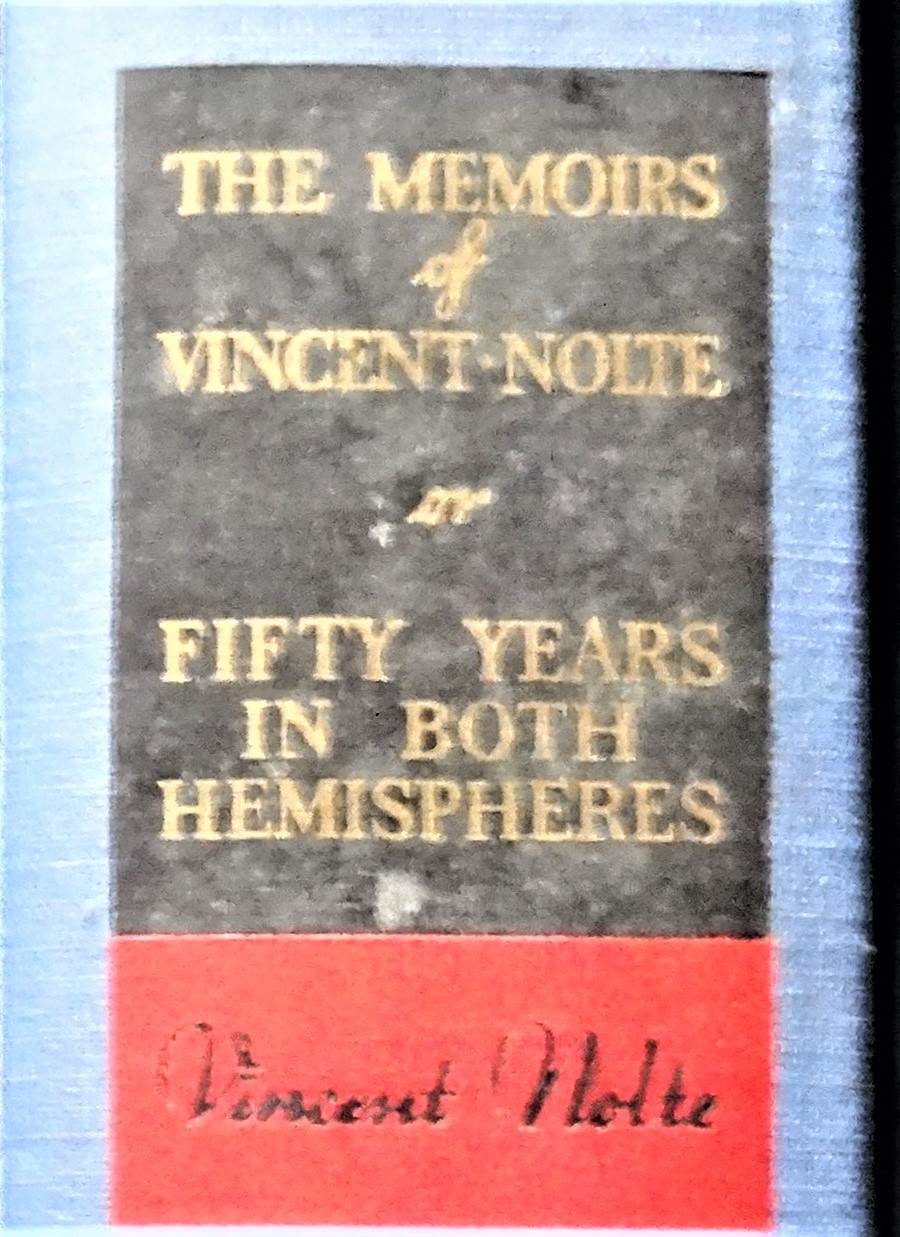 THE MEMOIRS
of
VINCENT NOLTE
or
FIFTY YEARS
IN BOTH
HEMISPHERES
Vincent Nolte